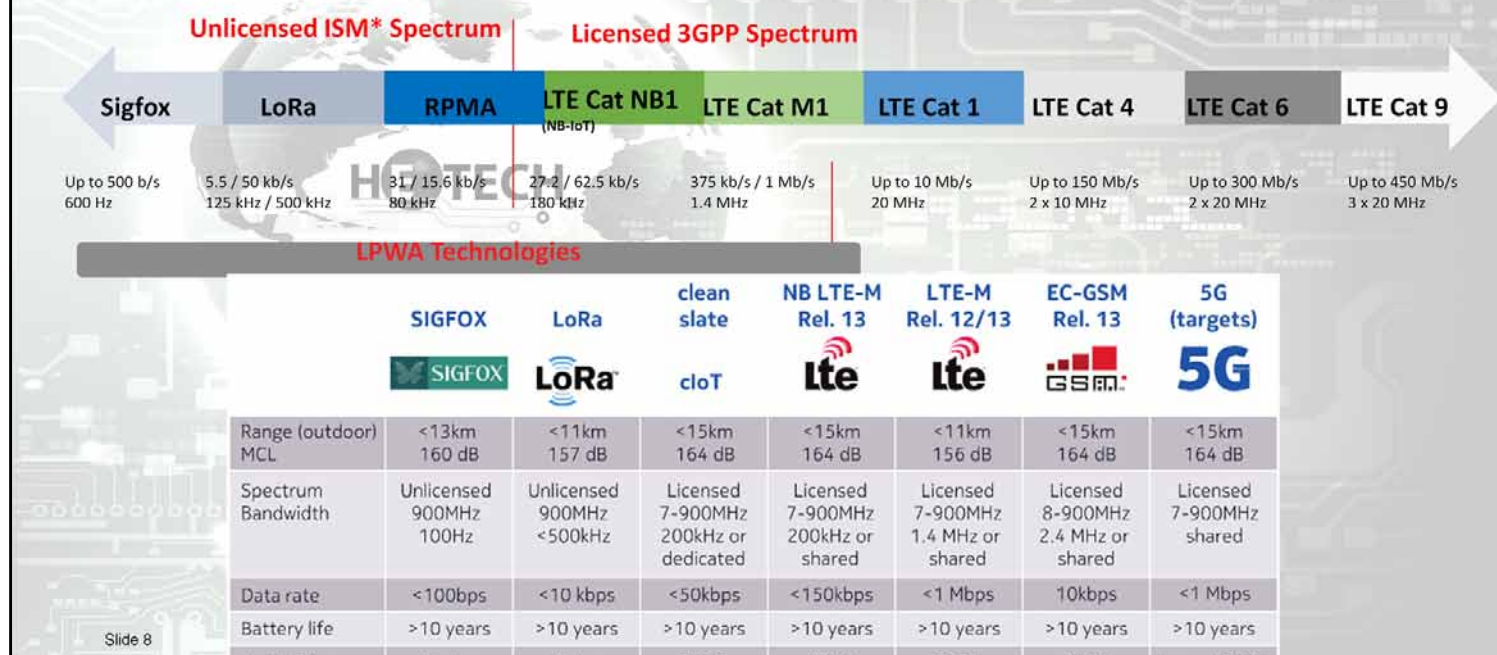 Unlicensed ISM* Spectrum
Licensed 3GPP Spectrum
Sigfox
LoRa
RPMA
LTE Cat NB1
(NB-IoT)
LTE Cat M1
LTE Cat 1
LTE Cat 4
LTE Cat 6
LTE Cat 9
Up to 500 b/s
600 Hz
5.5 / 50 kb/s
125 kHz / 500 kHz
31 / 15.6 kb/s
80 kHz
27.2 / 62.5 kb/s
180 kHz
375 kb/s / 1 Mb/s
1.4 MHz
Up to 10 Mb/s
20 MHz
Up to 150 Mb/s
2 x 10 MHz
Up to 300 Mb/s
2 x 20 MHz
Up to 450 Mb/s
3 x 20 MHz
LPWA Technologies
SIGFOX
LoRa
clean
slate
cIoT
NB LTE-M
Rel. 13
LTE-M
Rel. 12/13
EC-GSM
Rel. 13
5G
(targets)
SIGFOX
LoRa
Lte
Lte
GSM
5G
Range (outdoor)
MCL
<13km
160 dB
<11km
157 dB
<15km
164 dB
<15km
164 dB
<11km
156 dB
<15km
164 dB
<15km
164 dB
Spectrum
Bandwidth
Unlicensed
900MHz
100Hz
Unlicensed
900MHz
<500kHz
Licensed
7-900MHz
200kHz or
dedicated
Licensed
7-900MHz
200kHz or
shared
Licensed
7-900MHz
1.4 MHz or
shared
Licensed
8-900MHz
2.4 MHz or
shared
Licensed
7-900MHz
shared
Data rate
<100bps
<10 kbps
<50kbps
<150kbps
<1 Mbps
10kbps
<1 Mbps
Battery life
>10 years
>10 years
>10 years
>10 years
>10 years
>10 years
>10 years
Slide 8